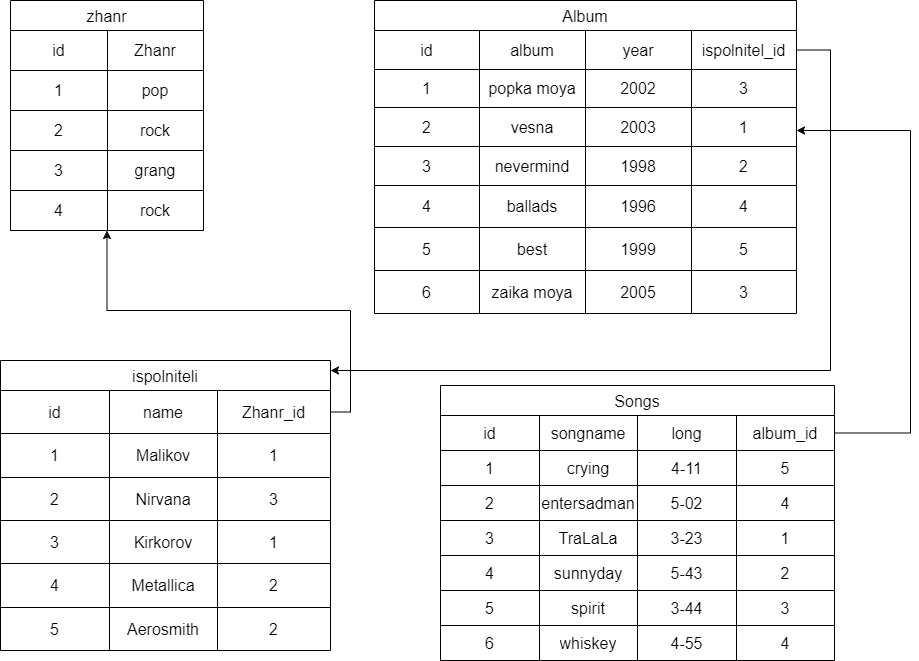 zhanr
id Zhanr
1 pop
2 rock
3 grang
4 rock
Album
id album year ispolnitel_id
1 popka moya 2002 3
2 vesna 2003 1
3 nevermind 1998 2
4 ballads 1996 4
5 best 1999 5
6 zaika moya 2005 3
ispolniteli
id name Zhanr_id
1 Malikov 1
2 Nirvana 3
3 Kirkorov 1
4 Metallica 2
5 Aerosmith 2
Songs
id songname long album_id
1 crying 4-11 5
2 entersadman 5-02 4
3 TraLaLa 3-23 1
4 sunnyday 5-43 2
5 spirit 3-44 3
6 whiskey 4-55 4